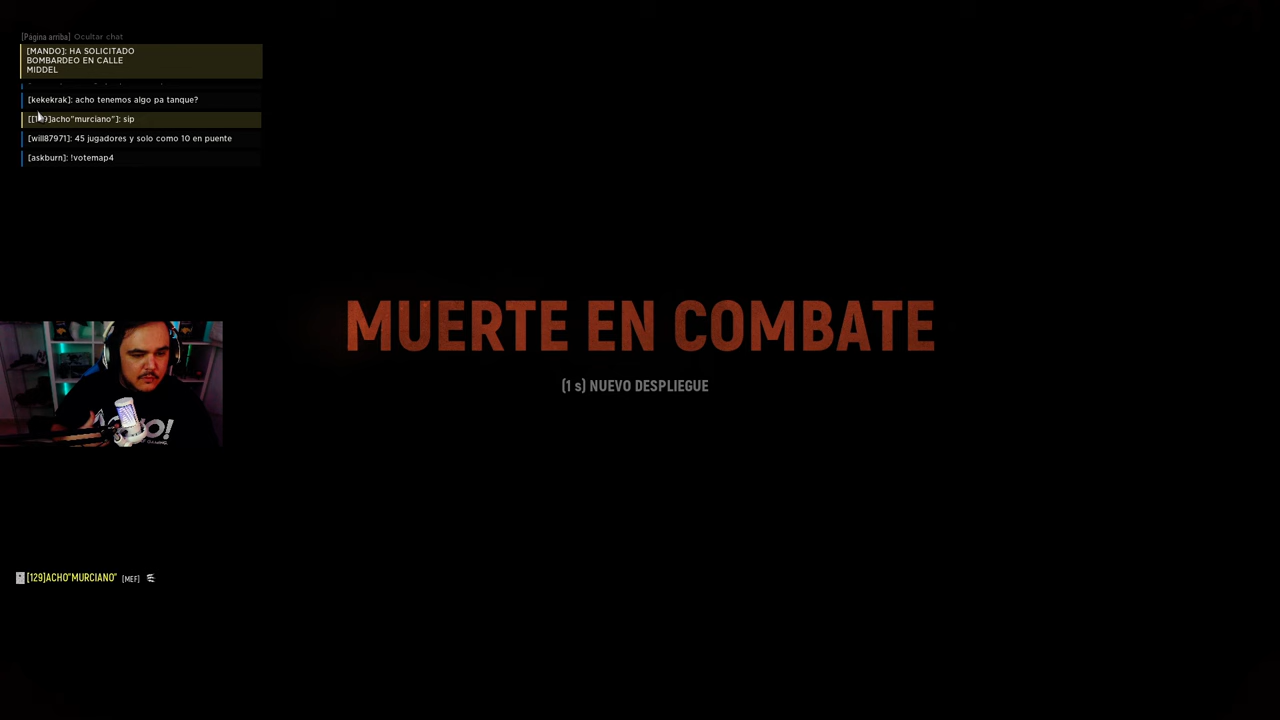 [Página arriba] Ocultar chat
[MANDO]: HA SOLICITADO
BOMBARDEO EN CALLE
MIDDEL
[kekekrak]: acho tenemos algo pa tanque?
[[129]acho"murciano"]: sip
[will87971]: 45 jugadores y solo como 10 en puente
[askburn]: !votemap4
MUERTE EN COMBATE
(1 s) NUEVO DESPLIEGUE
[129]ACHO"MURCIANO" [MEF]